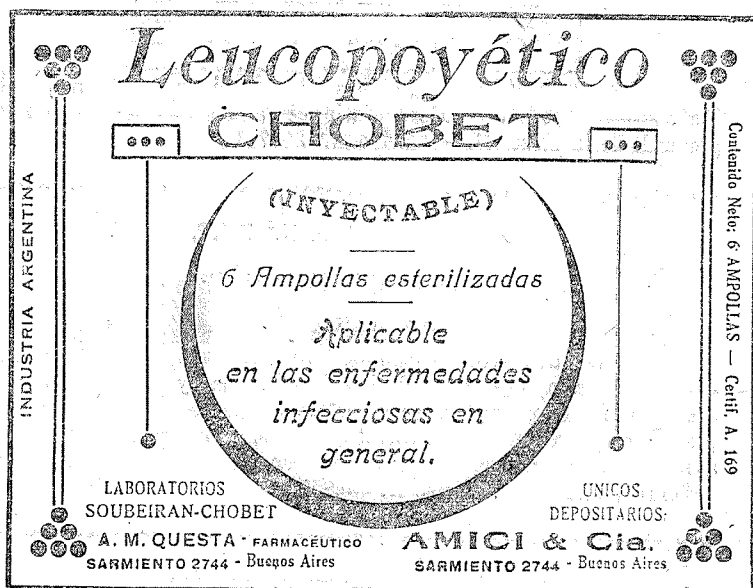 Leucopoyético
CHOBET
(INYECTABLE)
6 Ampollas esterilizadas
Aplicable
en las enfermedades
infecciosas en
general.
INDUSTRIA ARGENTINA
Contenido Neto: 6 AMPOLLAS — Certif. A. 169
LABORATORIOS
SOUBEIRAN-CHOBET
A. M. QUESTA - FARMACÉUTICO
SARMIENTO 2744 - Buenos Aires
UNICOS
DEPOSITARIOS:
AMICI & Cia.
SARMIENTO 2744 - Buenos Aires